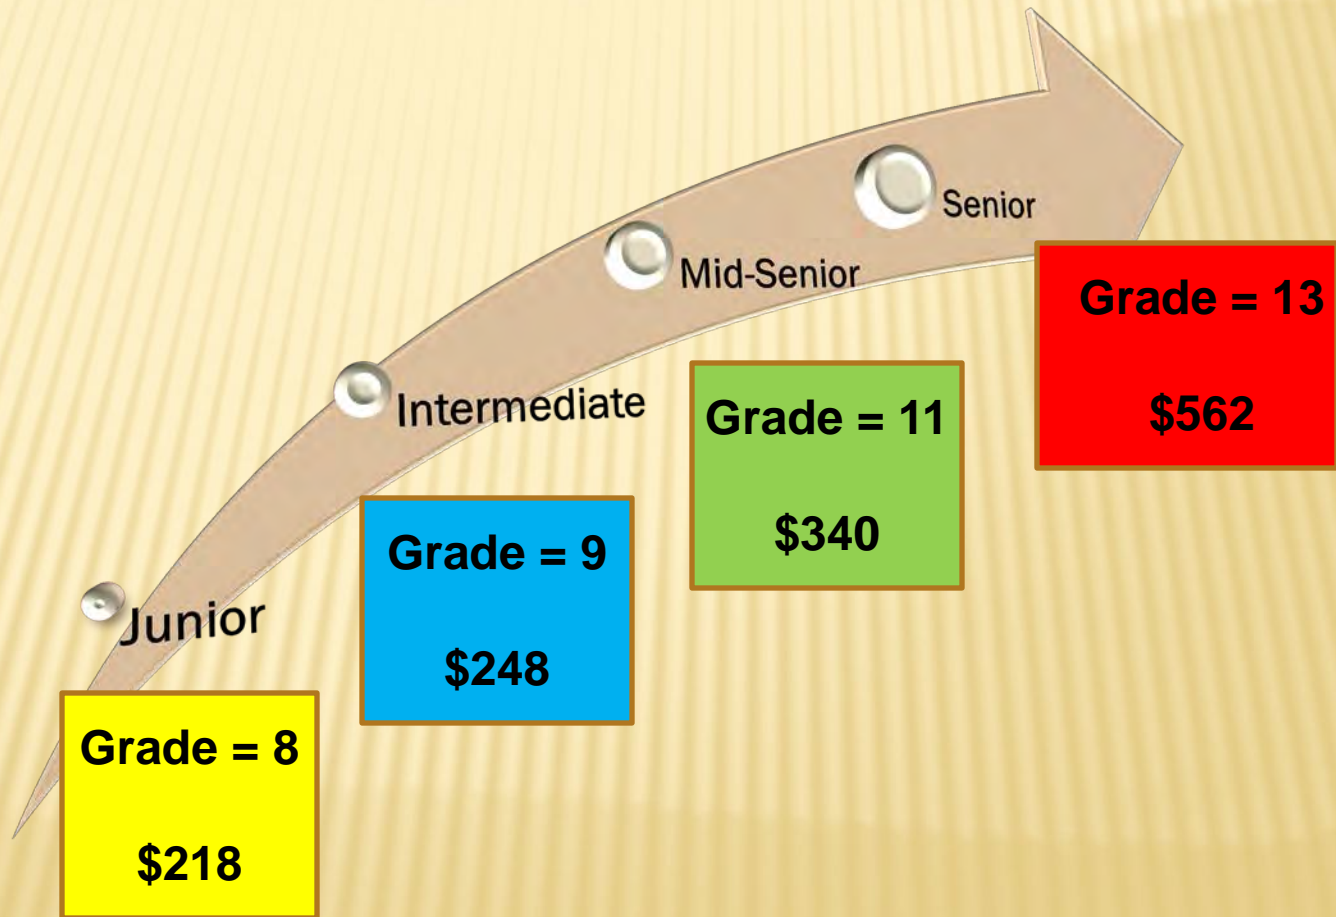 Junior
Grade = 8
$218
Intermediate
Grade = 9
$248
Mid-Senior
Grade = 11
$340
Senior
Grade = 13
$562